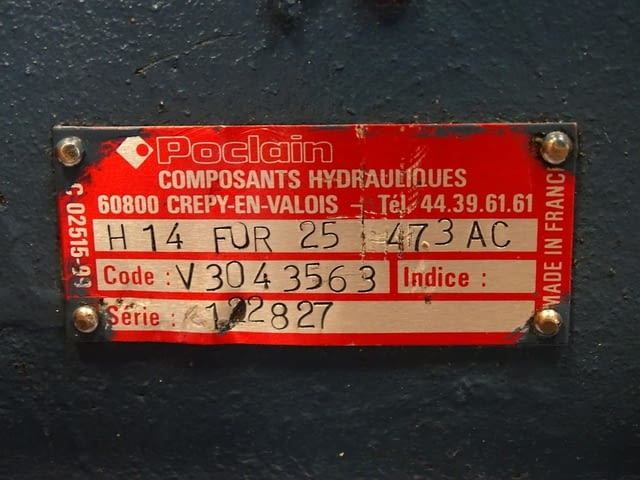 Poclain
COMPOSANTS HYDRAULIQUES
60800 CREPY-EN-VALOIS - Tél. 44.39.61.61
H 14 FUR 25 473 AC
Code : V3043563 Indice :
Série : 122827
MADE IN FRANCE
C 02515-99